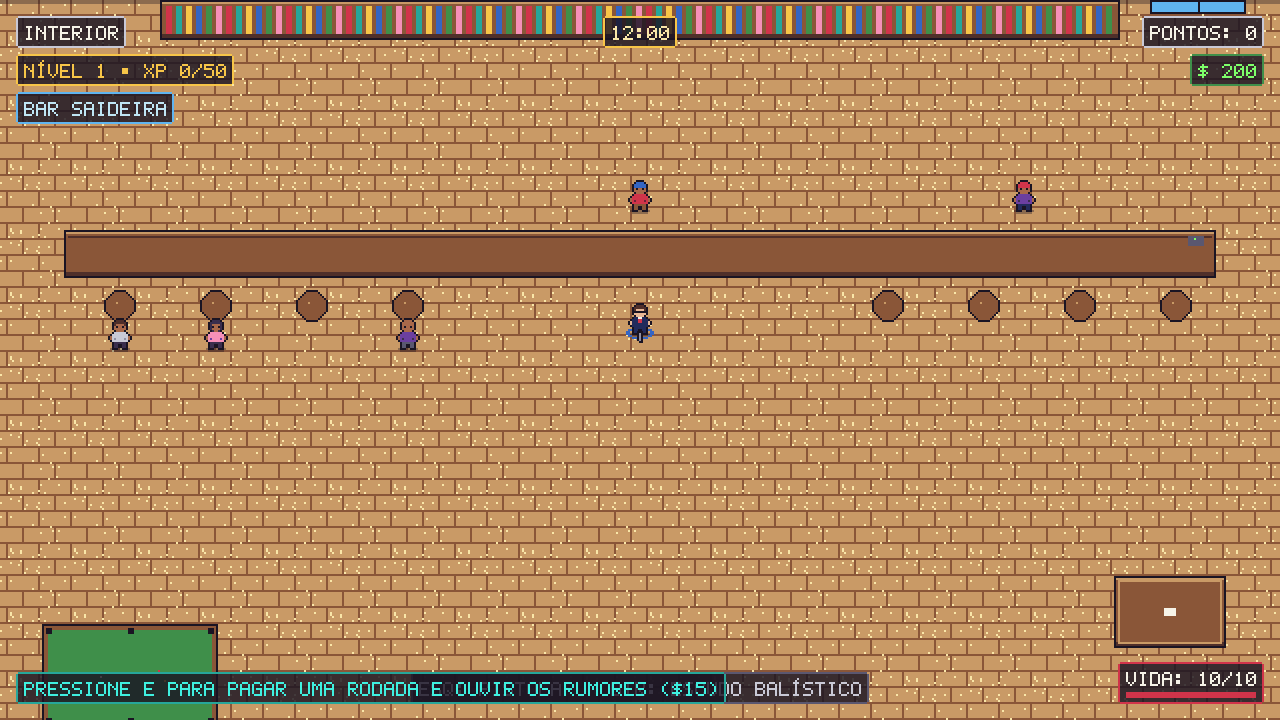 INTERIOR
12:00
PONTOS: 0
NÍVEL 1 ▪ XP 0/50
$ 200
BAR SAIDEIRA
PRESSIONE E PARA PAGAR UMA RODADA E OUVIR OS RUMORES ($15)
BALÍSTICO
VIDA: 10/10